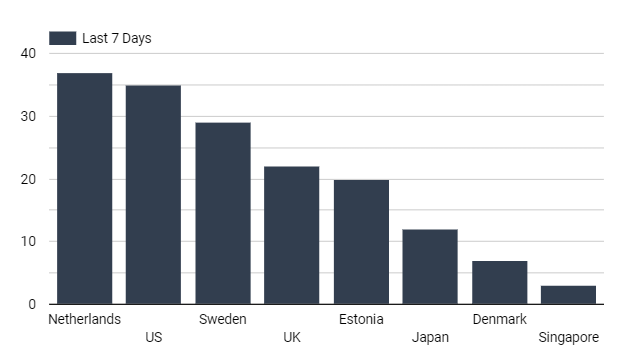 Last 7 Days
40
30
20
10
0
Netherlands
US
Sweden
UK
Estonia
Japan
Denmark
Singapore